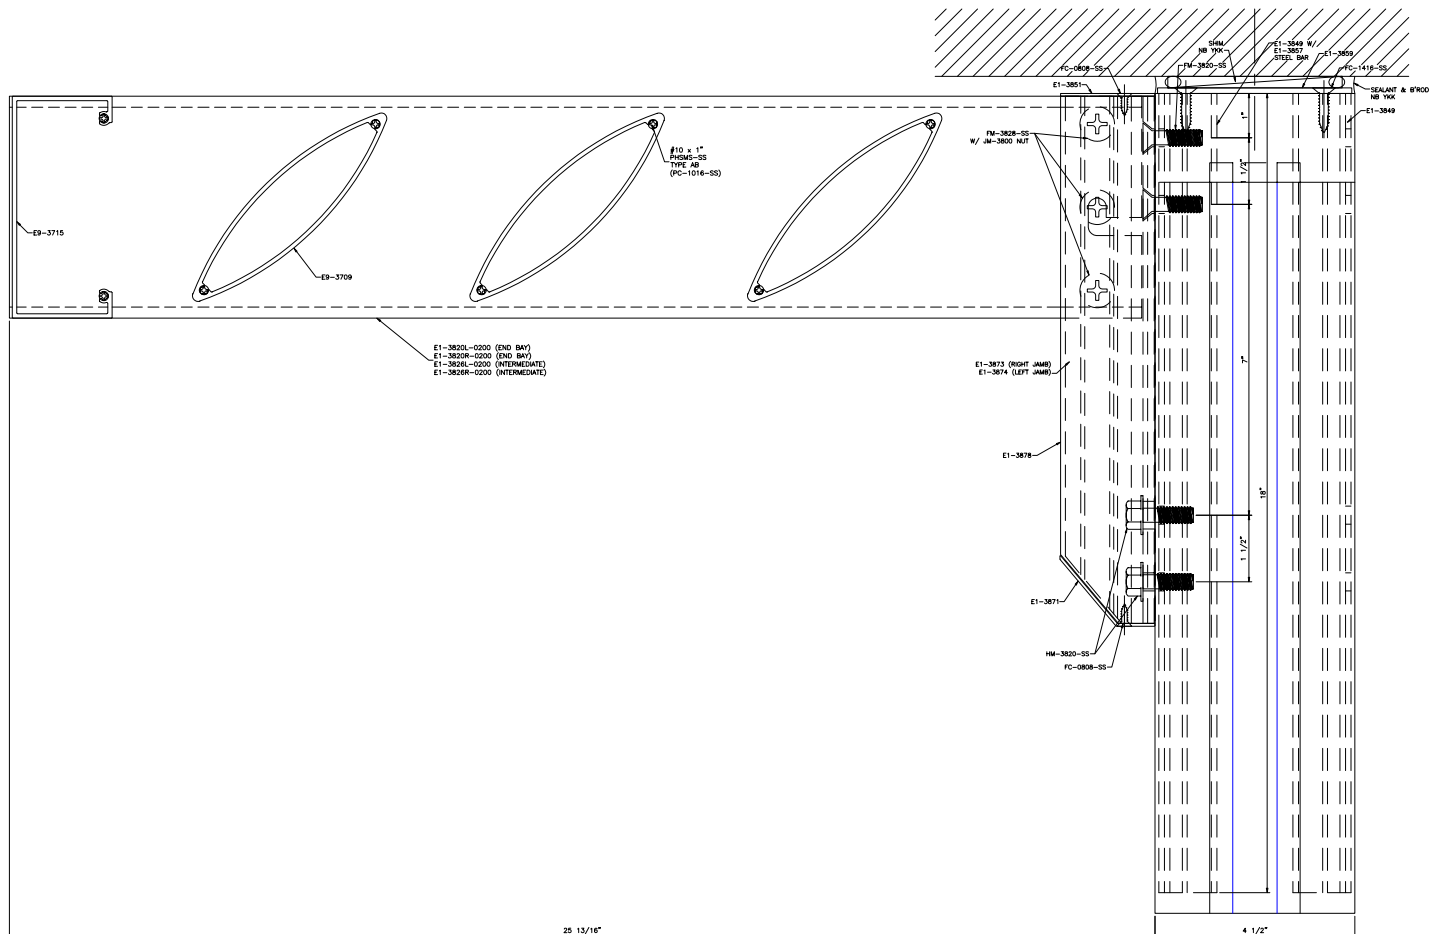 SHIM
NB YKK
E1-3849 W/
E1-3857
STEEL BAR
E1-3859
FM-3820-SS
FC-0808-SS
FC-1416-SS
E1-3851
SEALANT & B'ROD
NB YKK
E1-3849
1"
FM-3828-SS
W/ JM-3800 NUT
#10 x 1"
PHSMS-SS
TYPE AB
(PC-1016-SS)
1 1/2"
E9-3715
E9-3709
E1-3820L-0200 (END BAY)
E1-3820R-0200 (END BAY)
E1-3826L-0200 (INTERMEDIATE)
E1-3826R-0200 (INTERMEDIATE)
E1-3873 (RIGHT JAMB)
E1-3874 (LEFT JAMB)
7"
E1-3878
18"
1 1/2"
E1-3871
HM-3820-SS
FC-0808-SS
25 13/16"
4 1/2"